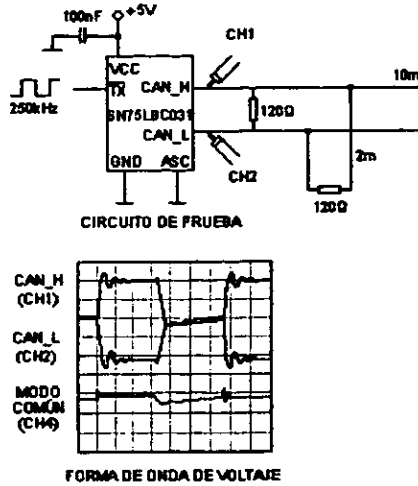 100nF
+5V
CH1
VCC
TX
CAN_H
10m
250kHz
SN75LBC031
120Ω
CAN_L
2m
GND
ASC
CH2
120Ω
CIRCUITO DE PRUEBA
CAN_H
(CH1)
CAN_L
(CH2)
MODO
COMÚN
(CH4)
FORMA DE ONDA DE VOLTAJE